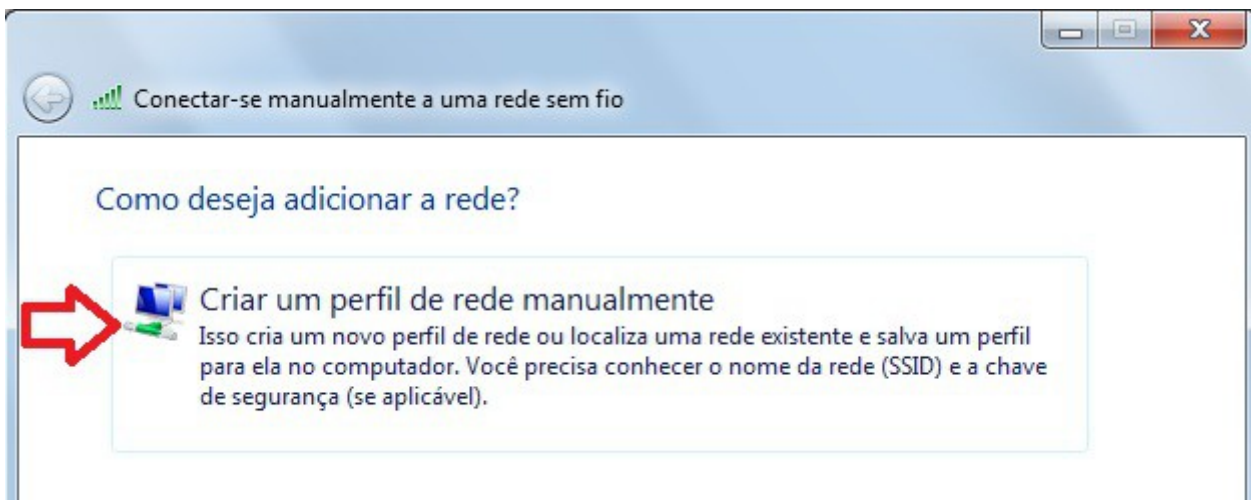 Conectar-se manualmente a uma rede sem fio
Como deseja adicionar a rede?
Criar um perfil de rede manualmente
Isso cria um novo perfil de rede ou localiza uma rede existente e salva um perfil
para ela no computador. Você precisa conhecer o nome da rede (SSID) e a chave
de segurança (se aplicável).